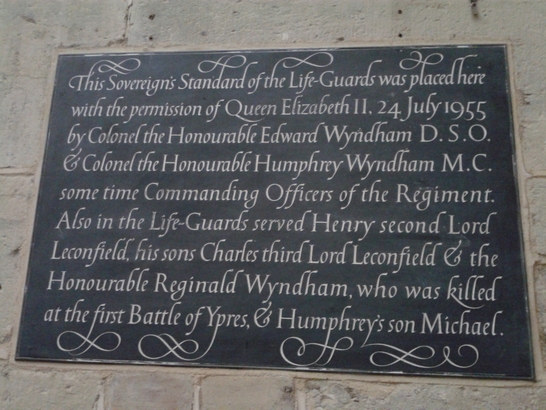 This Sovereign's Standard of the Life-Guards was placed here
with the permission of Queen Elizabeth II, 24 July 1955
by Colonel the Honourable Edward Wyndham D.S.O.
& Colonel the Honourable Humphrey Wyndham M.C.
some time Commanding Officers of the Regiment.
Also in the Life-Guards served Henry second Lord
Leconfield, his sons Charles third Lord Leconfield & the
Honourable Reginald Wyndham, who was killed
at the first Battle of Ypres, & Humphrey's son Michael.